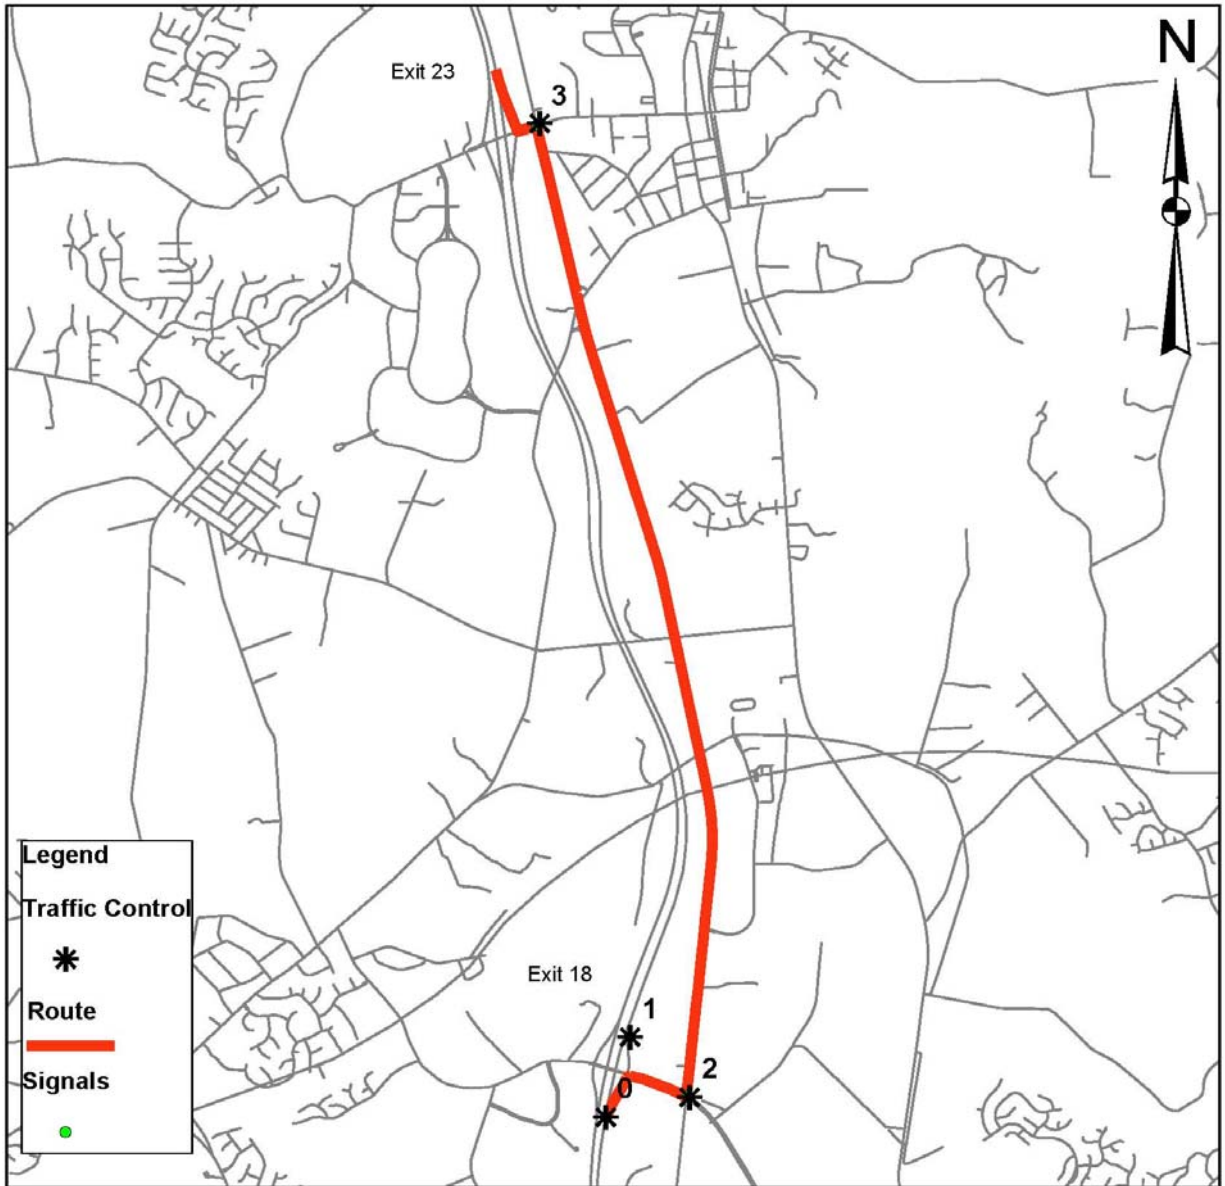 N
Exit 23
3
Legend
Traffic Control
Route
Signals
Exit 18
1
0
2